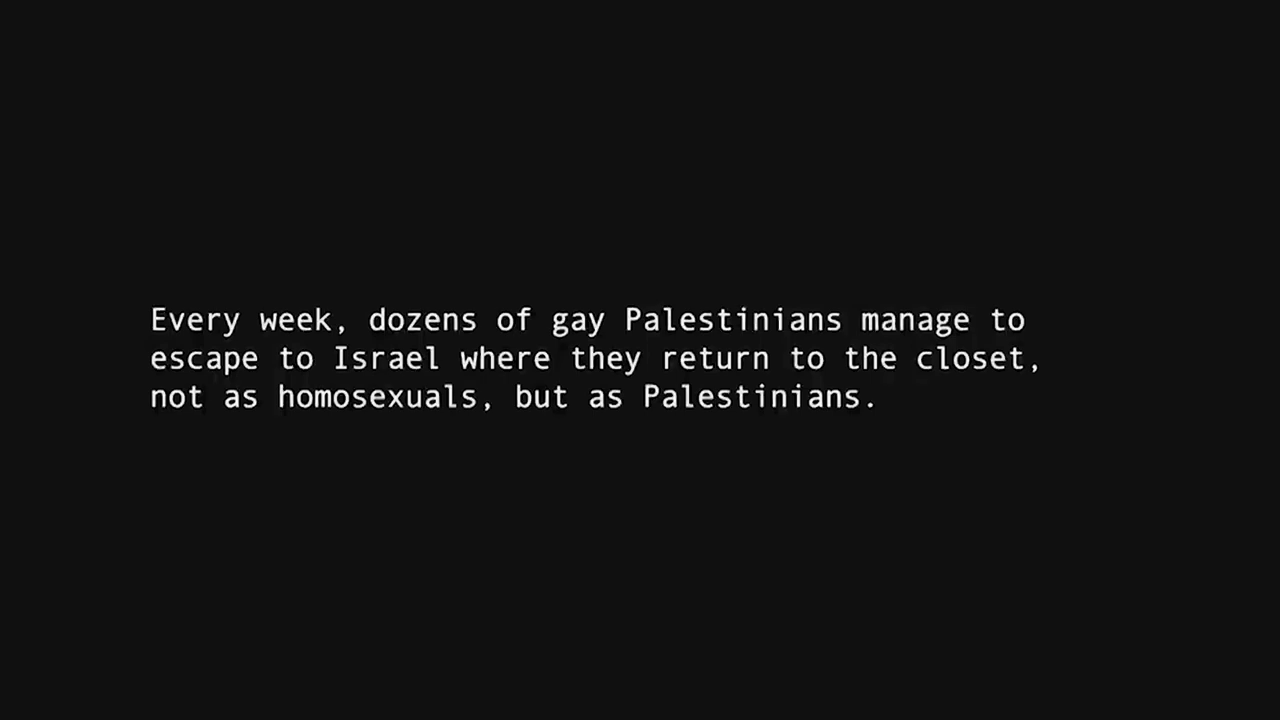 Every week, dozens of gay Palestinians manage to
escape to Israel where they return to the closet,
not as homosexuals, but as Palestinians.